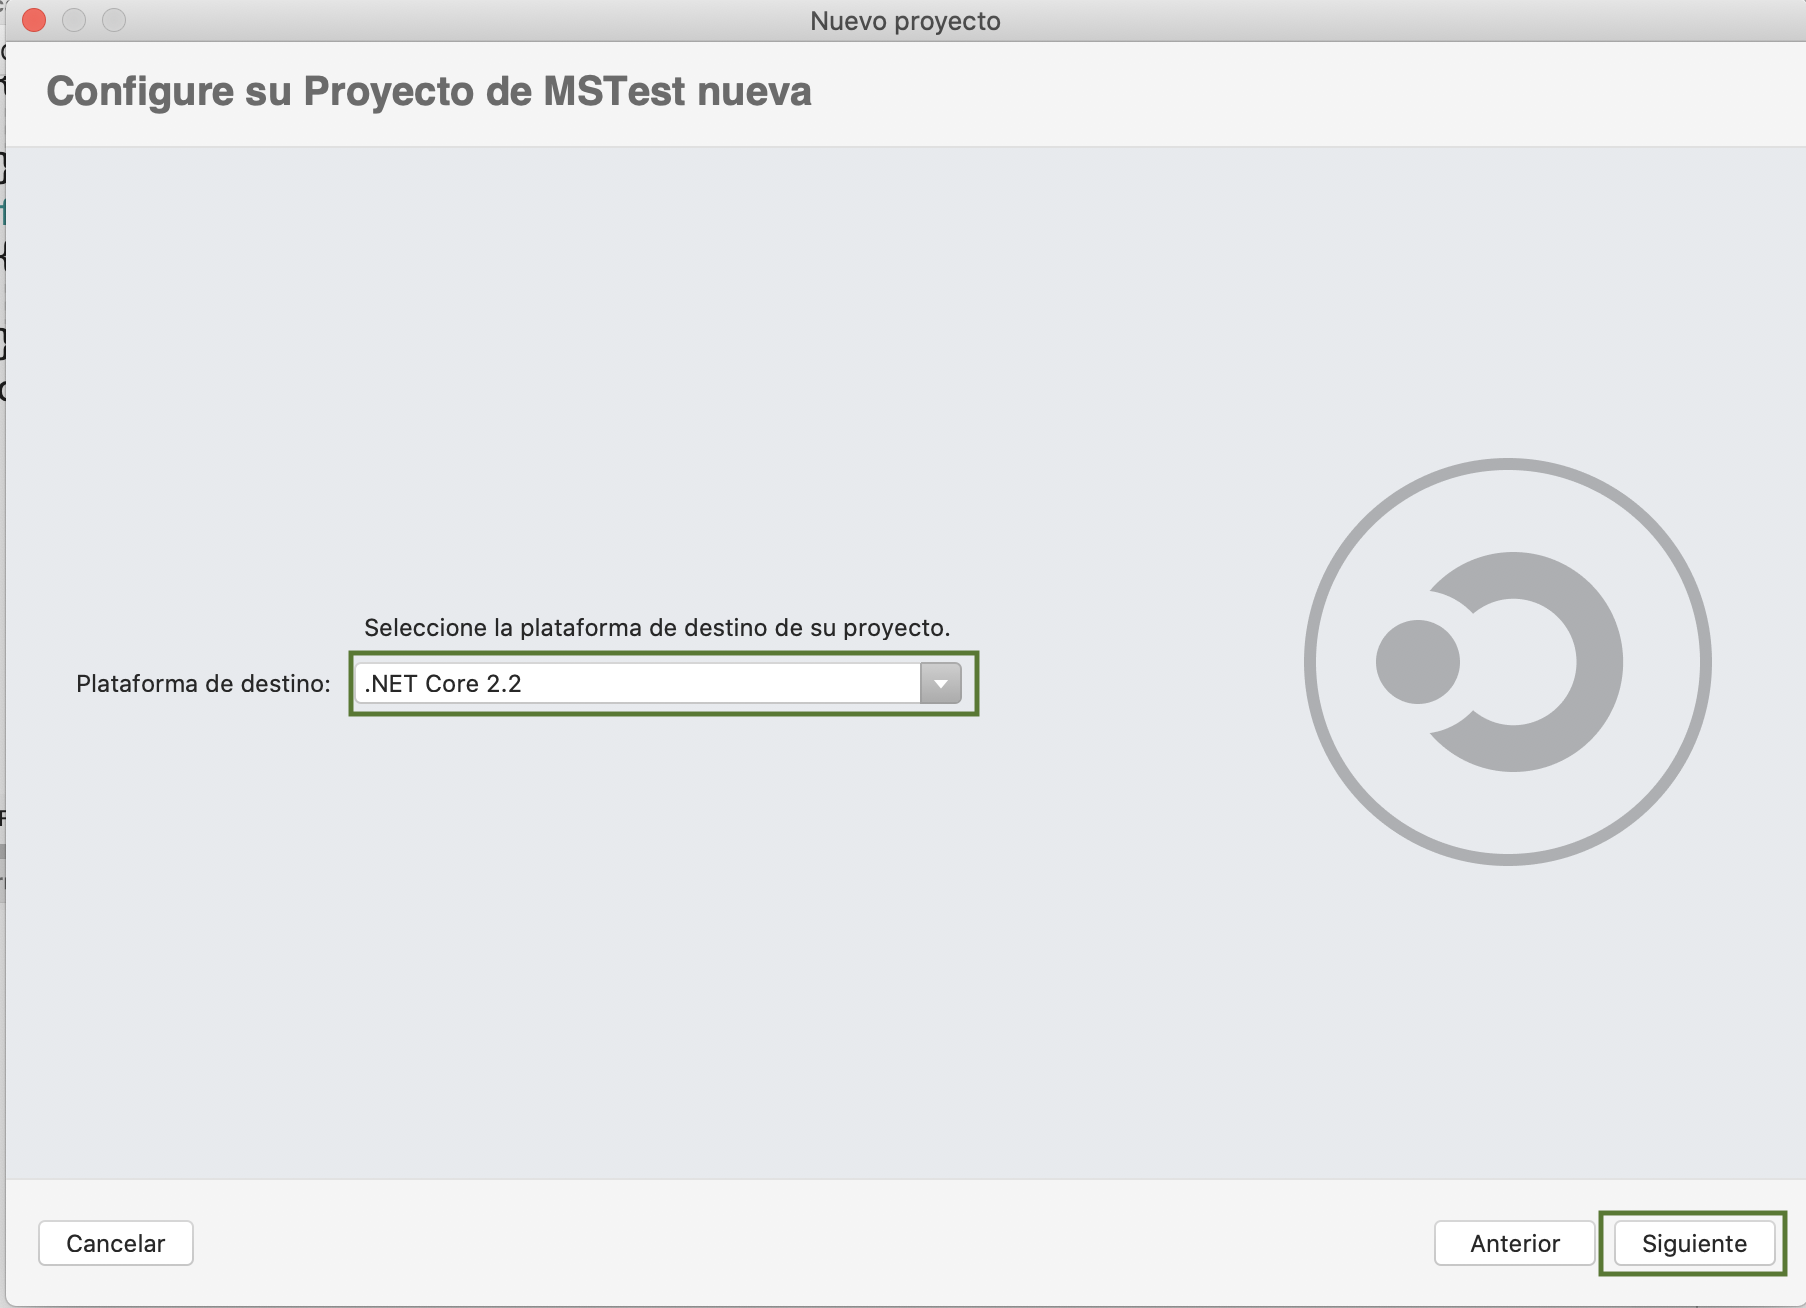 Nuevo proyecto
Configure su Proyecto de MSTest nueva
Seleccione la plataforma de destino de su proyecto.
Plataforma de destino: .NET Core 2.2
Cancelar Anterior Siguiente